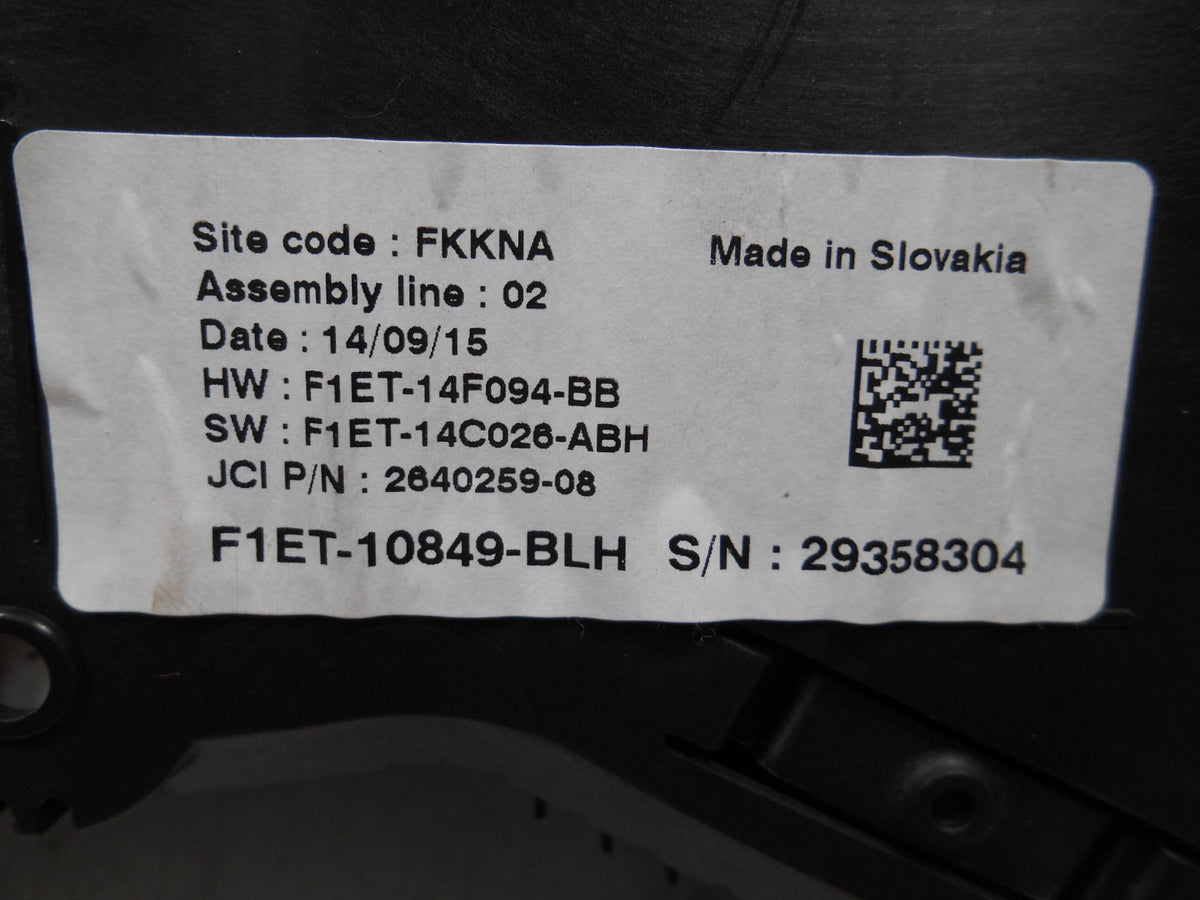 Site code : FKKNA
Made in Slovakia
Assembly line : 02
Date : 14/09/15
HW : F1ET-14F094-BB
SW : F1ET-14C026-ABH
JCI P/N : 2640259-08
F1ET-10849-BLH S/N : 29358304